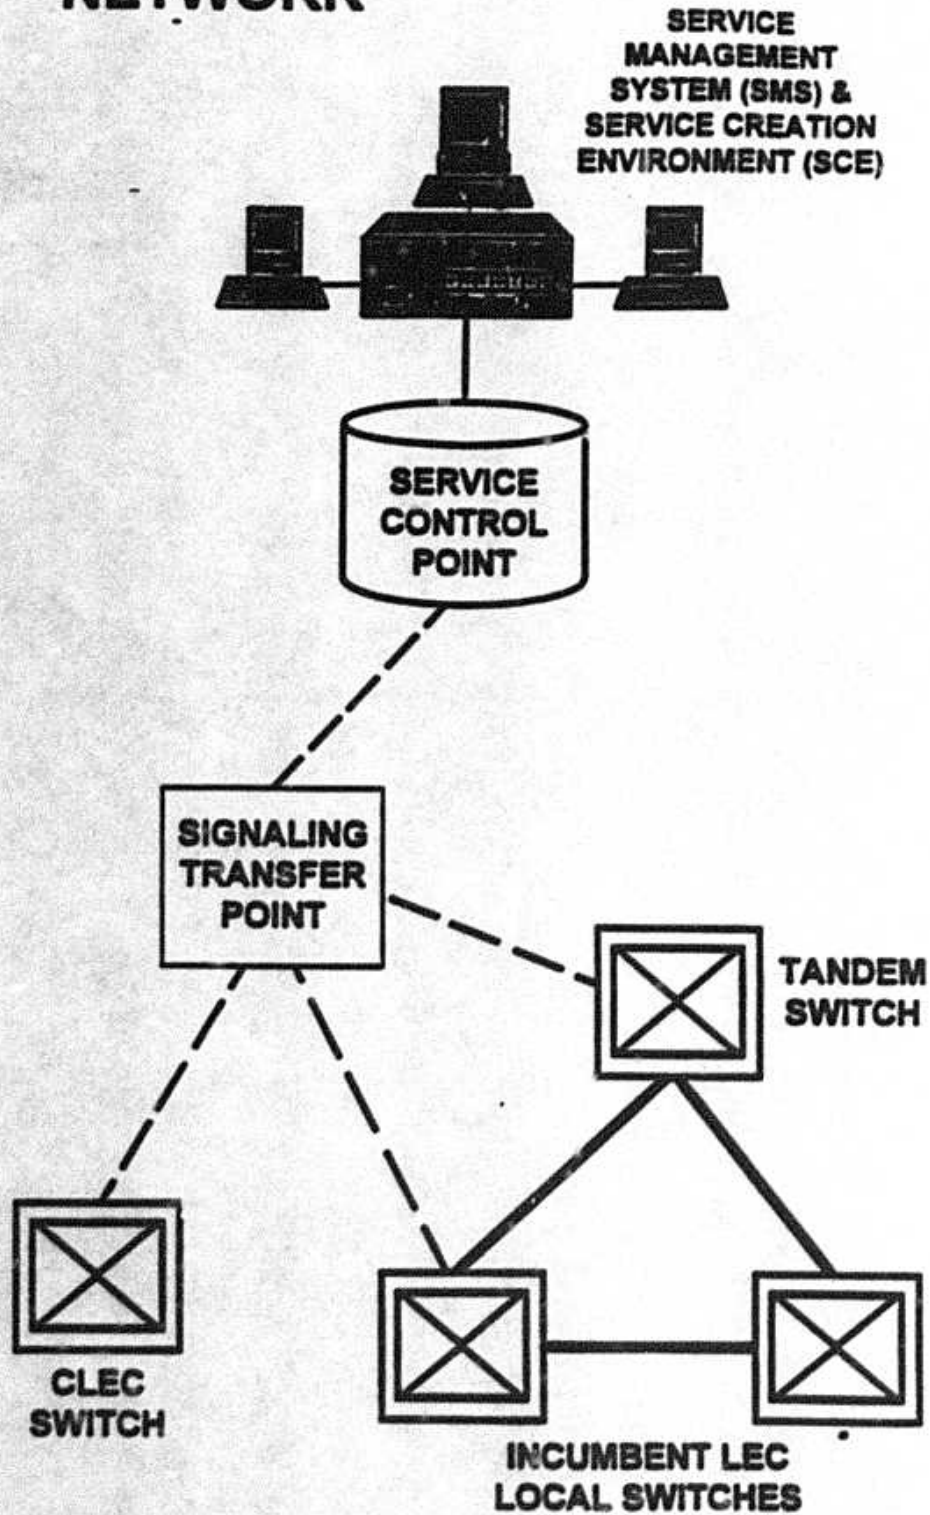 NETWORK
SERVICE
MANAGEMENT
SYSTEM (SMS) &
SERVICE CREATION
ENVIRONMENT (SCE)
SERVICE
CONTROL
POINT
SIGNALING
TRANSFER
POINT
TANDEM
SWITCH
CLEC
SWITCH
INCUMBENT LEC
LOCAL SWITCHES